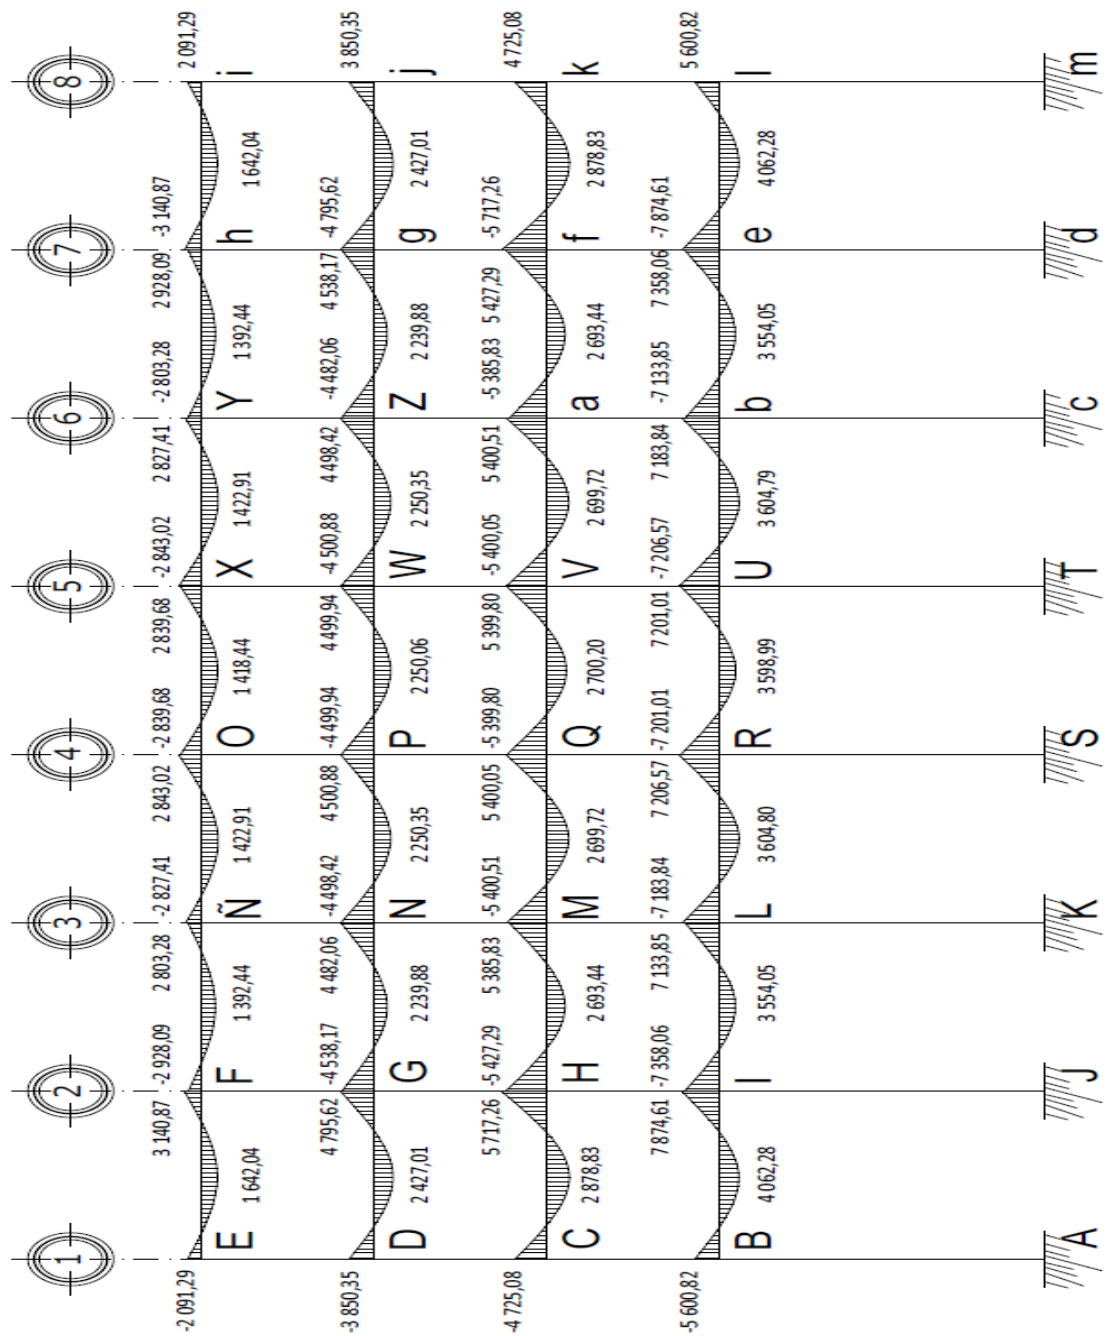 1 2 3 4 5 6 7 8
-2 091,29 3 140,87 -2 928,09 2 803,28 -2 827,41 2 843,02 -2 839,68 2 839,68 -2 843,02 2 827,41 -2 803,28 2 928,09 -3 140,87 2 091,29
E F Ñ O X Y h i
1 642,04 1 392,44 1 422,91 1 418,44 1 422,91 1 392,44 1 642,04
-3 850,35 4 795,62 -4 538,17 4 482,06 -4 498,42 4 500,88 -4 499,94 4 499,94 -4 500,88 4 498,42 -4 482,06 4 538,17 -4 795,62 3 850,35
D G N P W Z g j
2 427,01 2 239,88 2 250,35 2 250,06 2 250,35 2 239,88 2 427,01
-4 725,08 5 717,26 -5 427,29 5 385,83 -5 400,51 5 400,05 -5 399,80 5 399,80 -5 400,05 5 400,51 -5 385,83 5 427,29 -5 717,26 4 725,08
C H M Q V a f k
2 878,83 2 693,44 2 699,72 2 700,20 2 699,72 2 693,44 2 878,83
-5 600,82 7 874,61 -7 358,06 7 133,85 -7 183,84 7 206,57 -7 201,01 7 201,01 -7 206,57 7 183,84 -7 133,85 7 358,06 -7 874,61 5 600,82
B I L R U b e l
4 062,28 3 554,05 3 604,80 3 598,99 3 604,79 3 554,05 4 062,28
A J K S T c d m